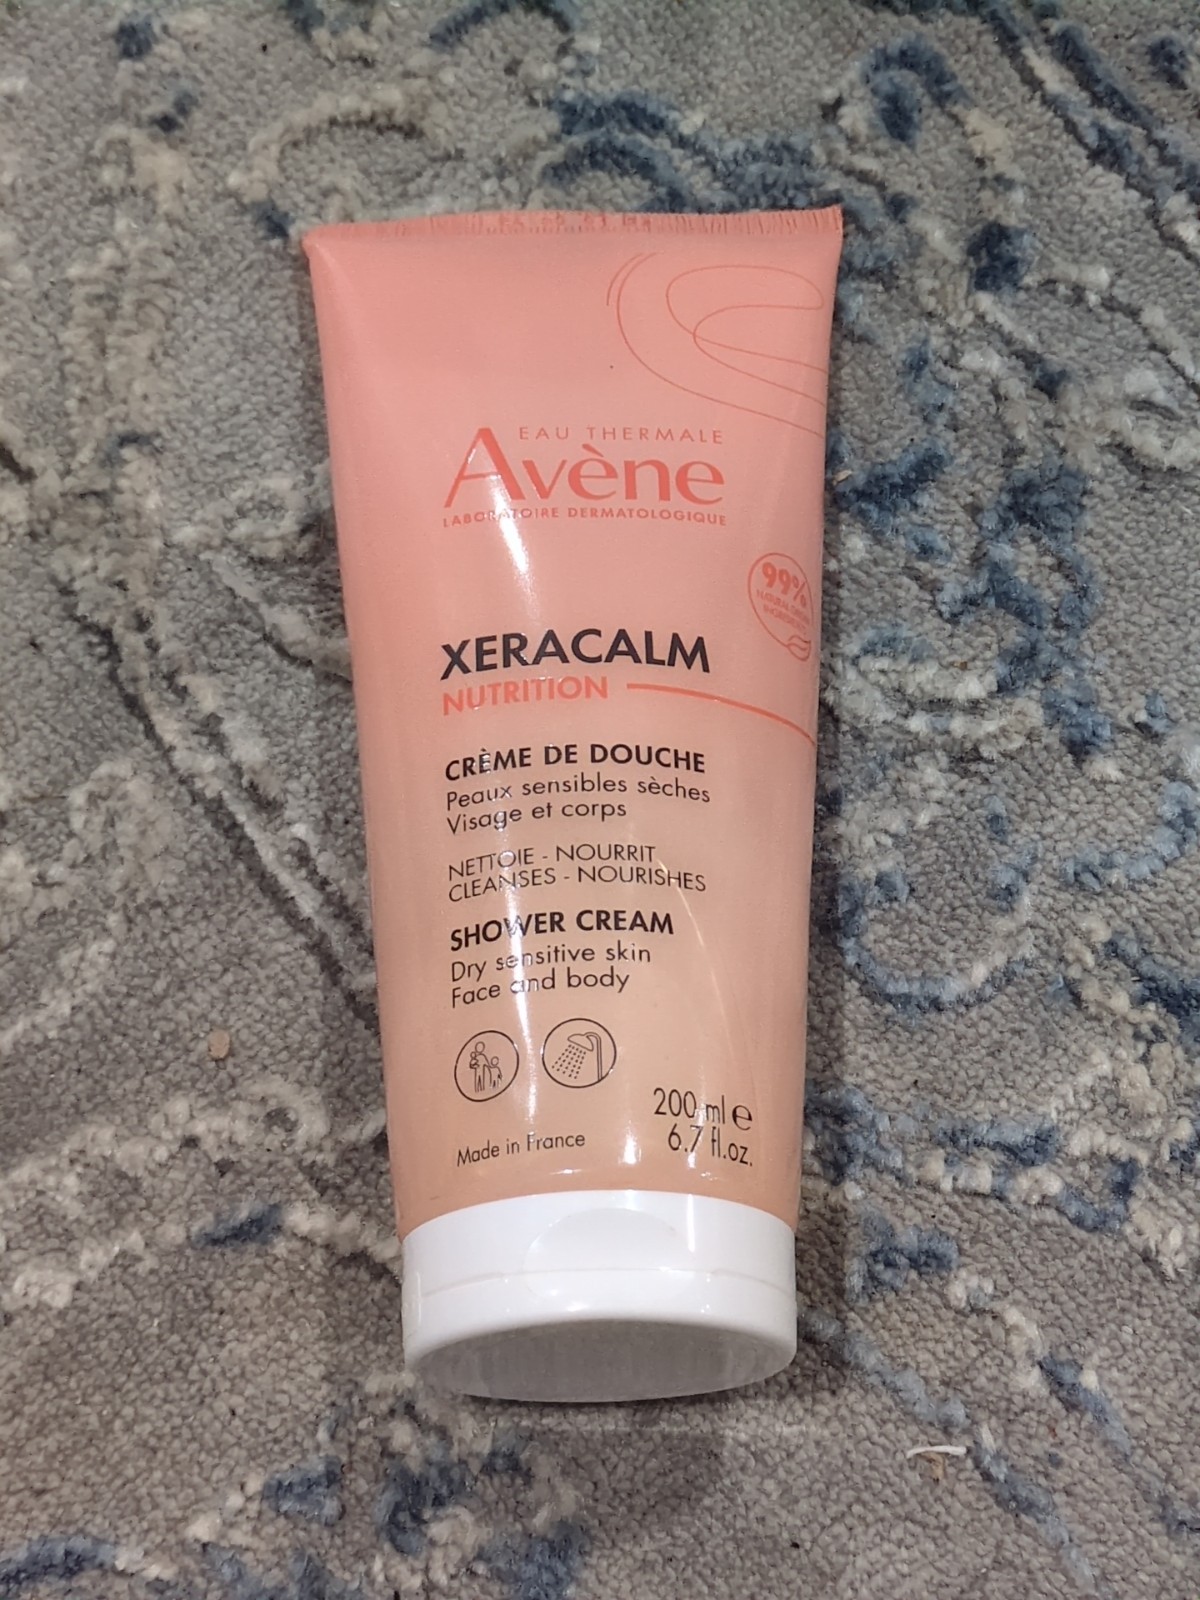 EAU THERMALE
Avène
LABORATOIRE DERMATOLOGIQUE
99%
XERACALM
NUTRITION
CRÈME DE DOUCHE
Peaux sensibles sèches
Visage et corps
NETTOIE - NOURRIT
CLEANSES - NOURISHES
SHOWER CREAM
Dry sensitive skin
Face and body
200 ml e
6.7 fl.oz.
Made in France